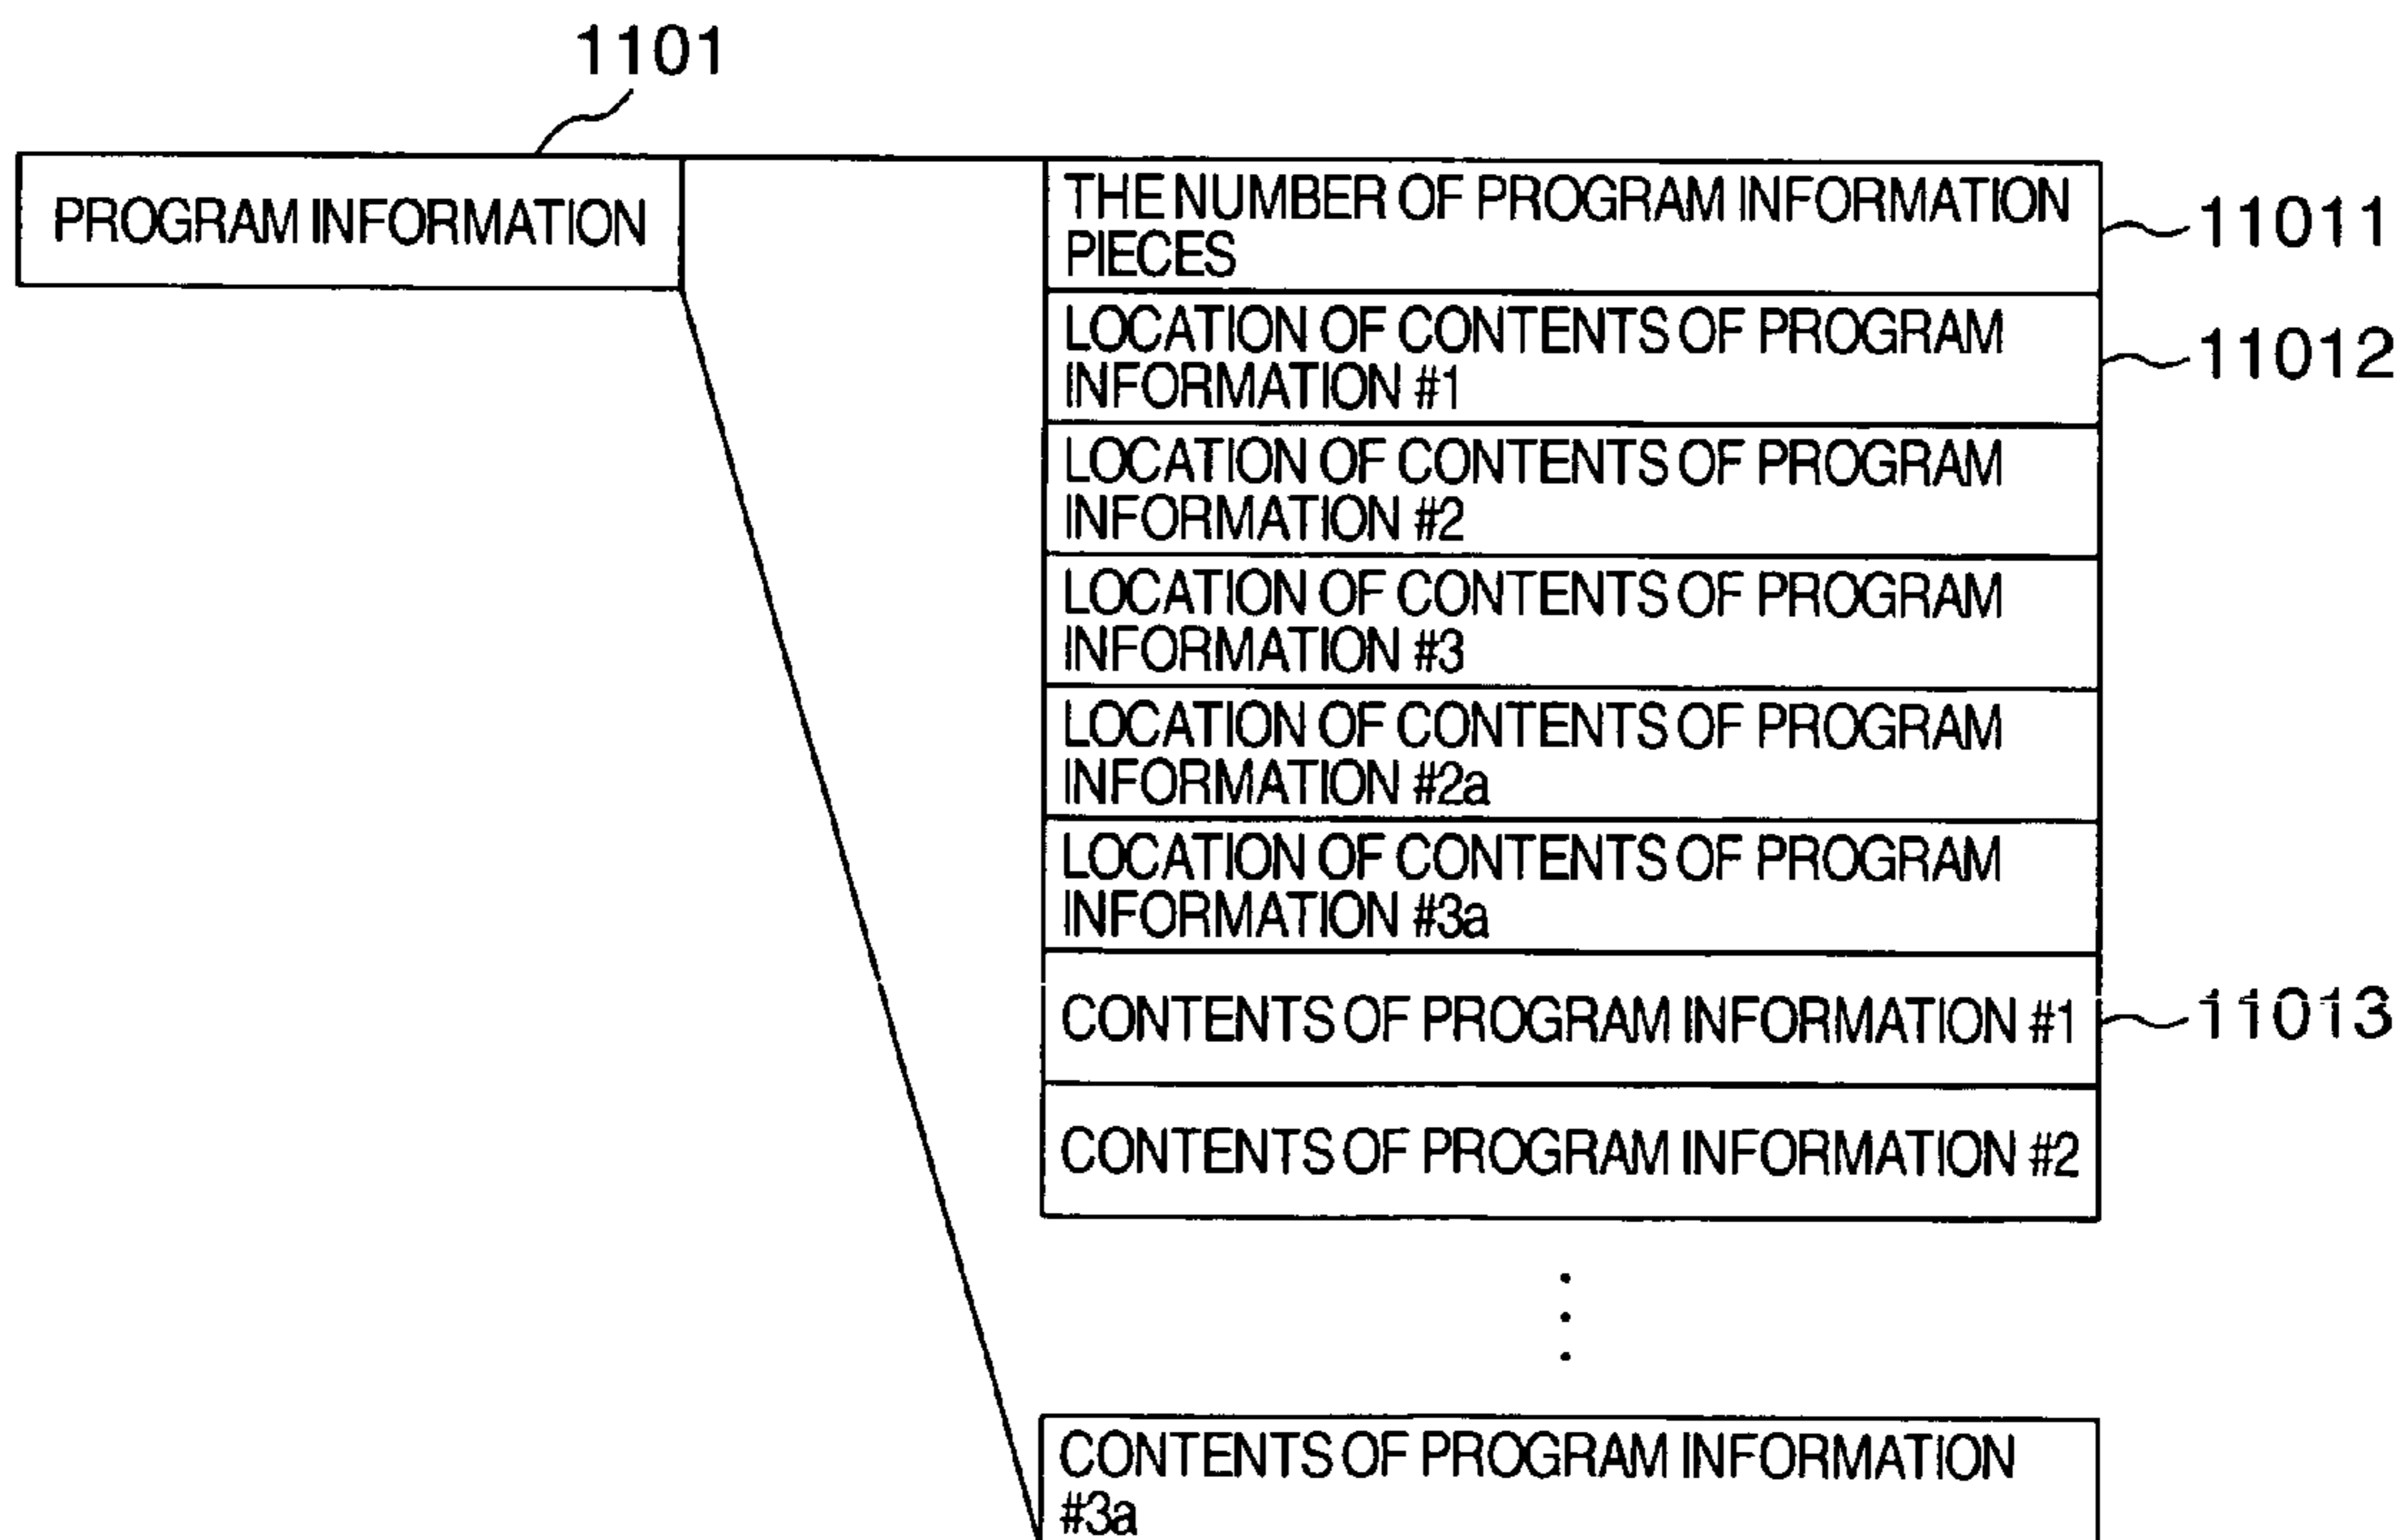 1101
PROGRAM INFORMATION
THE NUMBER OF PROGRAM INFORMATION
PIECES
11011
LOCATION OF CONTENTS OF PROGRAM
INFORMATION #1
11012
LOCATION OF CONTENTS OF PROGRAM
INFORMATION #2
LOCATION OF CONTENTS OF PROGRAM
INFORMATION #3
LOCATION OF CONTENTS OF PROGRAM
INFORMATION #2a
LOCATION OF CONTENTS OF PROGRAM
INFORMATION #3a
CONTENTS OF PROGRAM INFORMATION #1
11013
CONTENTS OF PROGRAM INFORMATION #2
CONTENTS OF PROGRAM INFORMATION
#3a